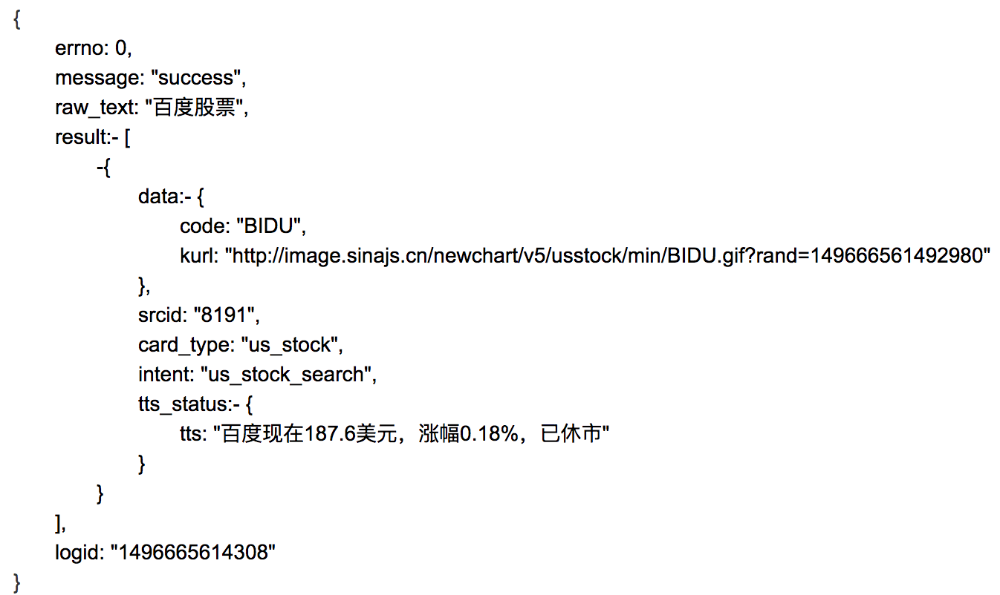 {
errno: 0,
message: "success",
raw_text: "百度股票",
result:- [
-{
data:- {
code: "BIDU",
kurl: "http://image.sinajs.cn/newchart/v5/usstock/min/BIDU.gif?rand=149666561492980"
},
srcid: "8191",
card_type: "us_stock",
intent: "us_stock_search",
tts_status:- {
tts: "百度现在187.6美元，涨幅0.18%，已休市"
}
}
],
logid: "1496665614308"
}